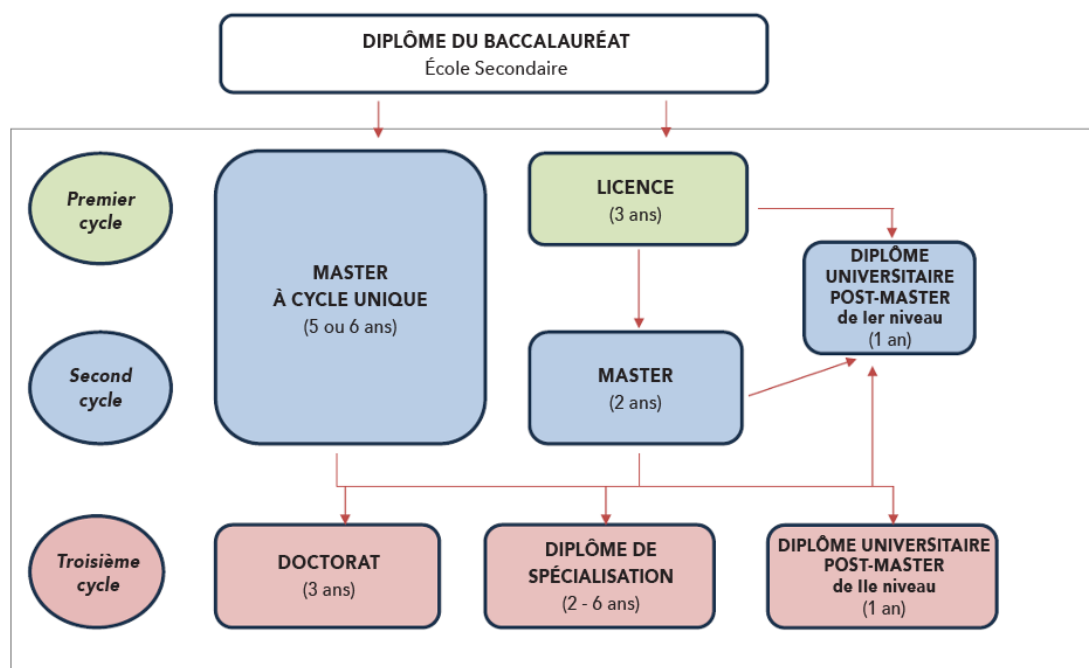 DIPLÔME DU BACCALAURÉAT
École Secondaire
Premier
cycle
MASTER
À CYCLE UNIQUE
(5 ou 6 ans)
LICENCE
(3 ans)
DIPLÔME
UNIVERSITAIRE
POST-MASTER
de Ier niveau
(1 an)
Second
cycle
MASTER
(2 ans)
Troisième
cycle
DOCTORAT
(3 ans)
DIPLÔME DE
SPÉCIALISATION
(2 - 6 ans)
DIPLÔME UNIVERSITAIRE
POST-MASTER
de IIe niveau
(1 an)